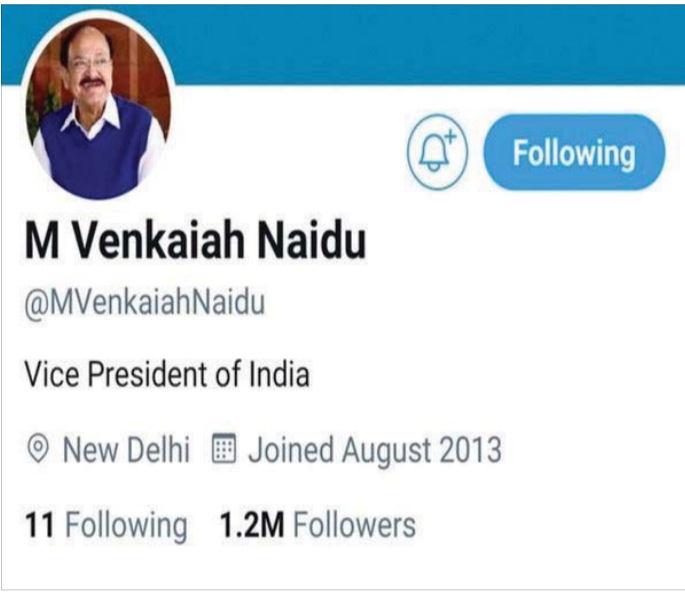 Following
M Venkaiah Naidu
@MVenkaiahNaidu
Vice President of India
New Delhi Joined August 2013
11 Following 1.2M Followers